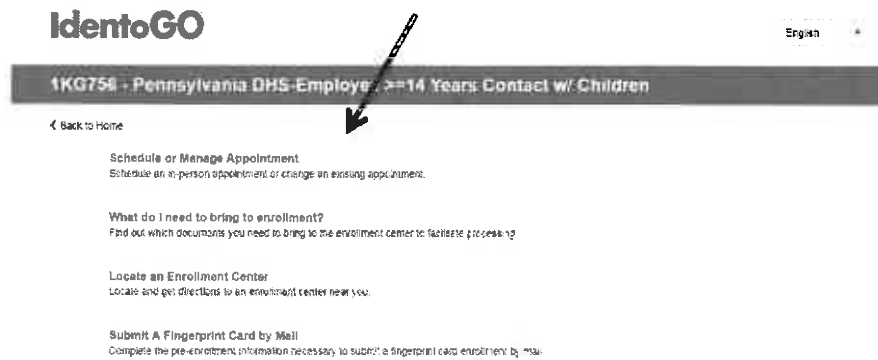 IdentoGO
English
1KG756 - Pennsylvania DHS-Employee >=14 Years Contact w/ Children
Back to Home
Schedule or Manage Appointment
Schedule an in-person appointment or change an existing appointment.
What do I need to bring to enrollment?
Find out which documents you need to bring to the enrollment center to facilitate processing
Locate an Enrollment Center
Locate and get directions to an enrollment center near you.
Submit A Fingerprint Card by Mail
Complete the pre-enrollment information necessary to submit a fingerprint card enrollment by mail